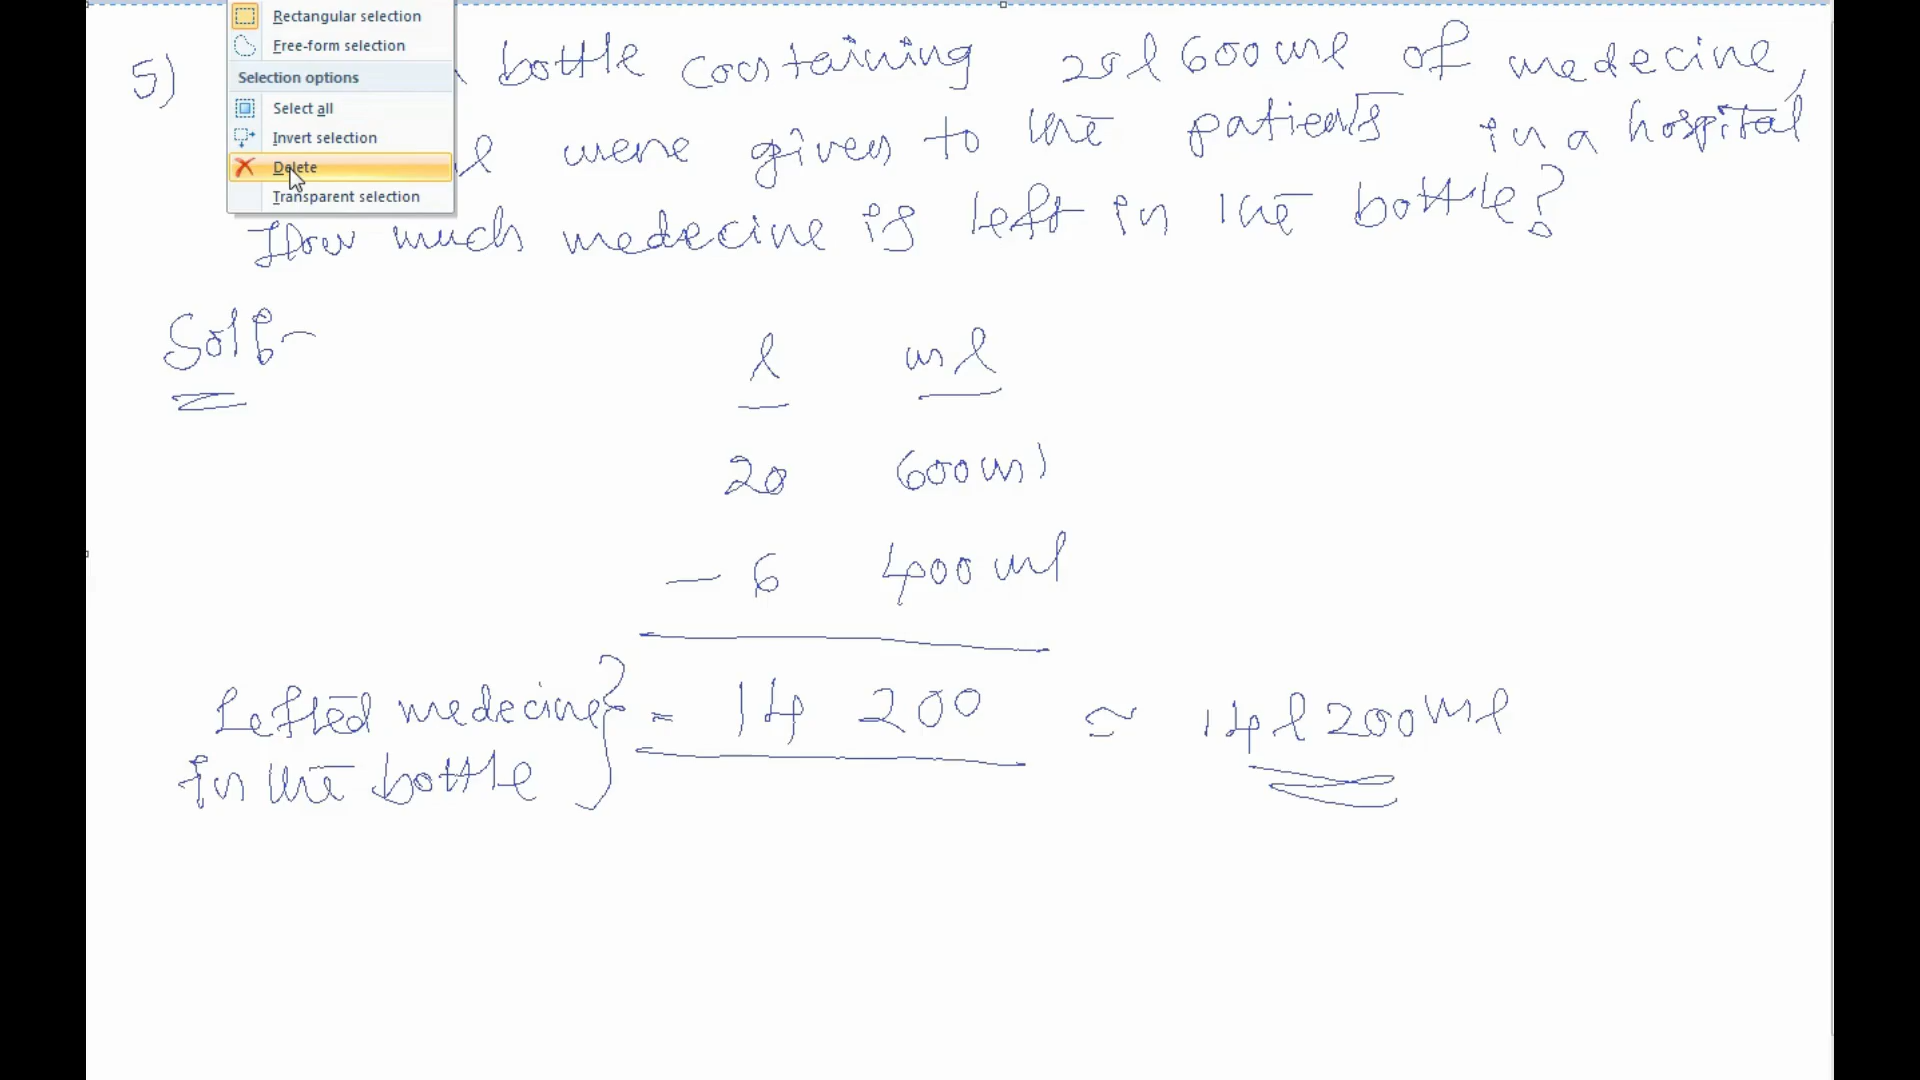 Rectangular selection
Free-form selection
Selection options
Select all
Invert selection
Delete
Transparent selection
5) bottle containing 20l 600ml of medecine,
l were given to the patients in a hospital
How much medecine is left in the bottle?
Sol:-
l ml
20 600ml
- 6 400ml
Lefted medecine = 14 200 ≃ 14l 200ml
in the bottle